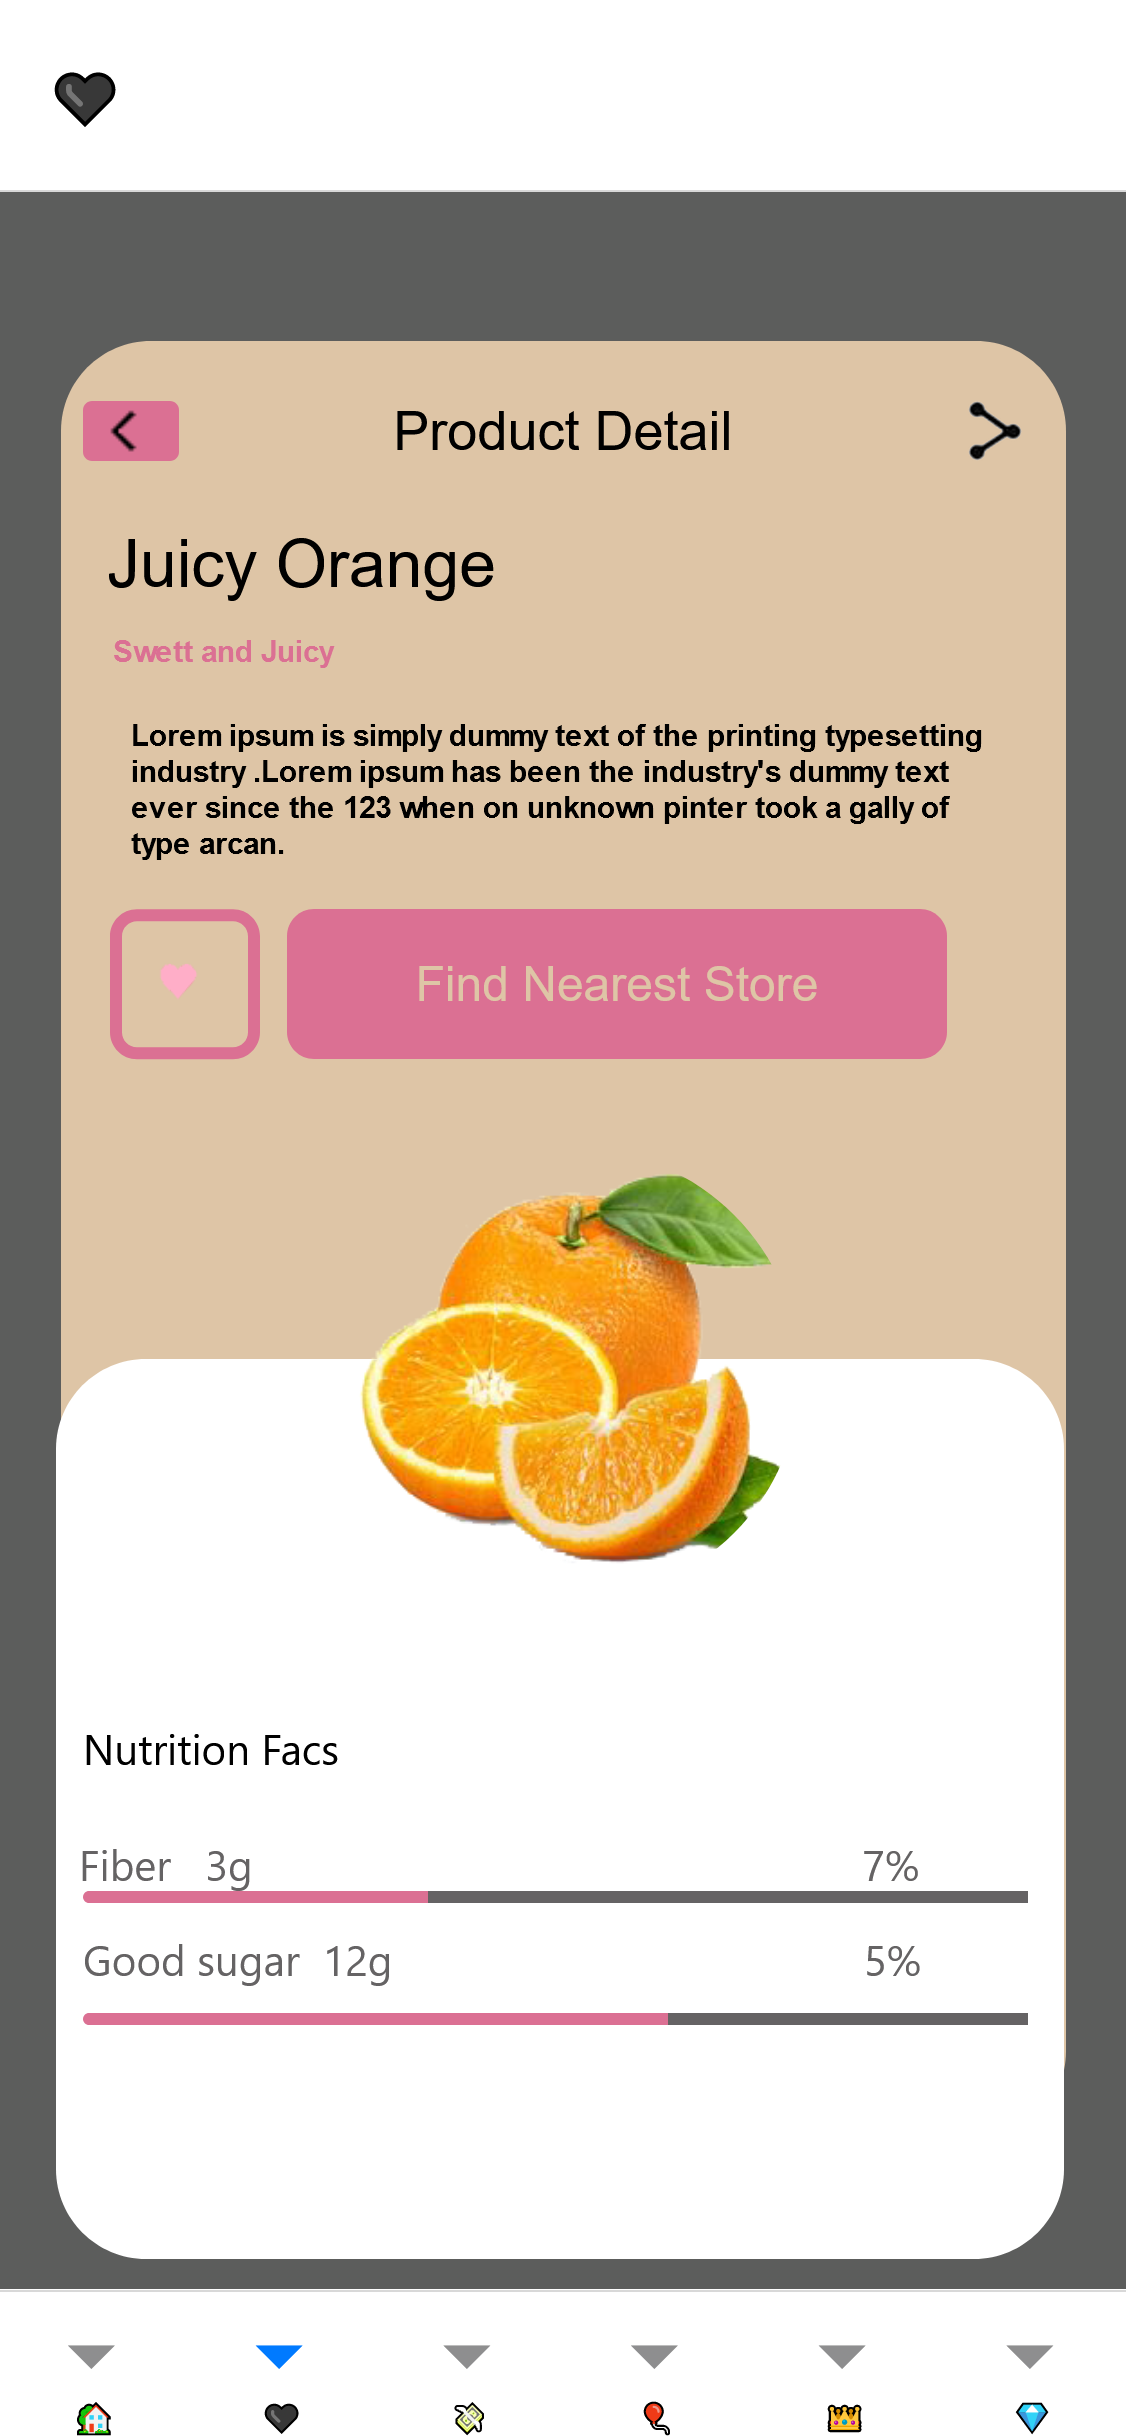 Product Detail
Juicy Orange
Swett and Juicy
Lorem ipsum is simply dummy text of the printing typesetting
industry .Lorem ipsum has been the industry's dummy text
ever since the 123 when on unknown pinter took a gally of
type arcan.
Find Nearest Store
Nutrition Facs
Fiber 3g 7%
Good sugar 12g 5%